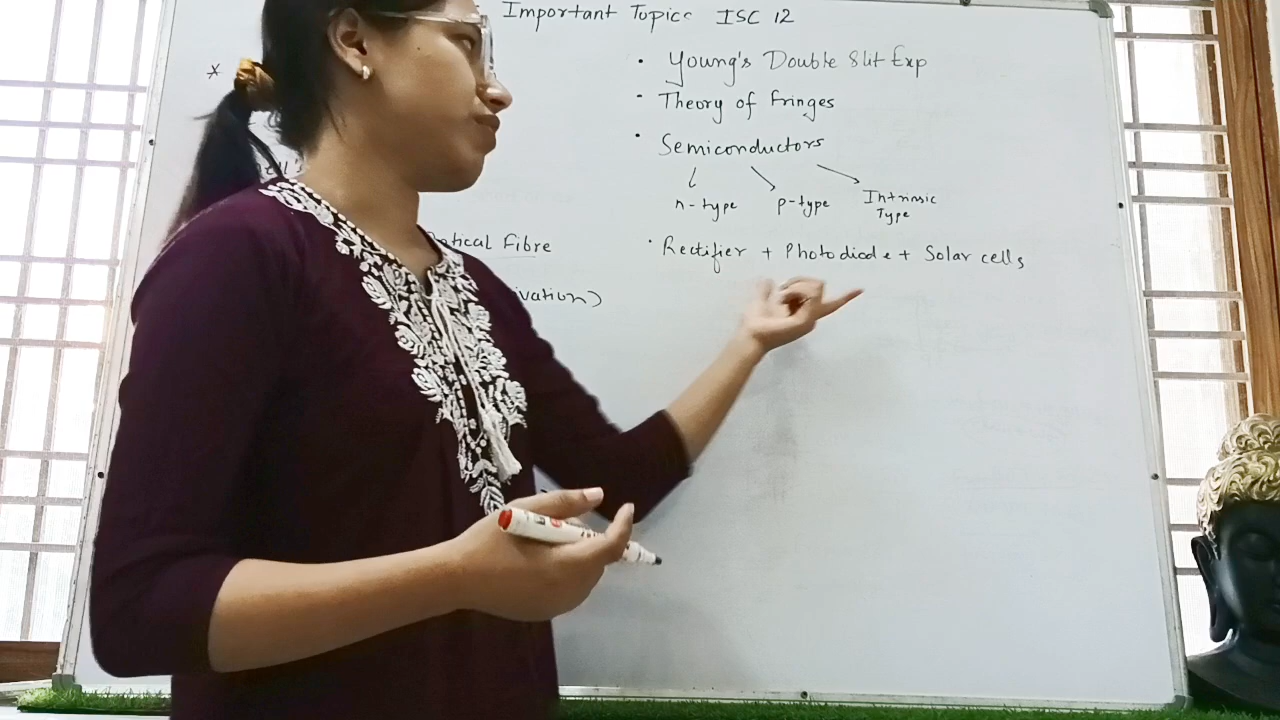 Important Topics ISC 12
*
• Young's Double Slit Exp
• Theory of Fringes
• Semiconductors
n-type p-type Intrinsic Type
Optical Fibre
• Rectifier + Photodiode + Solar cells